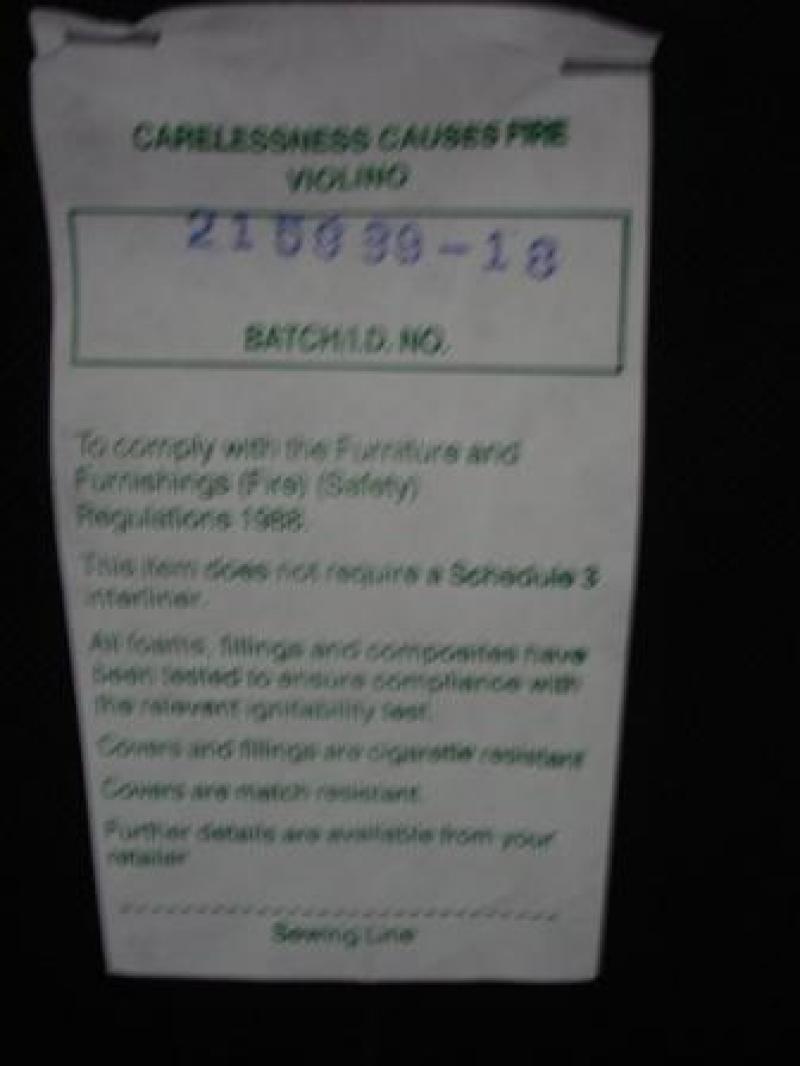 CARELESSNESS CAUSES FIRE
VIOLINO
215999-18
BATCH/I.D. NO.
To comply with the Furniture and
Furnishings (Fire) (Safety)
Regulations 1988.
This item does not require a Schedule 3
interliner.
All foams, fillings and composites have
been tested to ensure compliance with
the relevant ignitability test.
Covers and fillings are cigarette resistant
Covers are match resistant.
Further details are available from your
retailer
Sewing Line